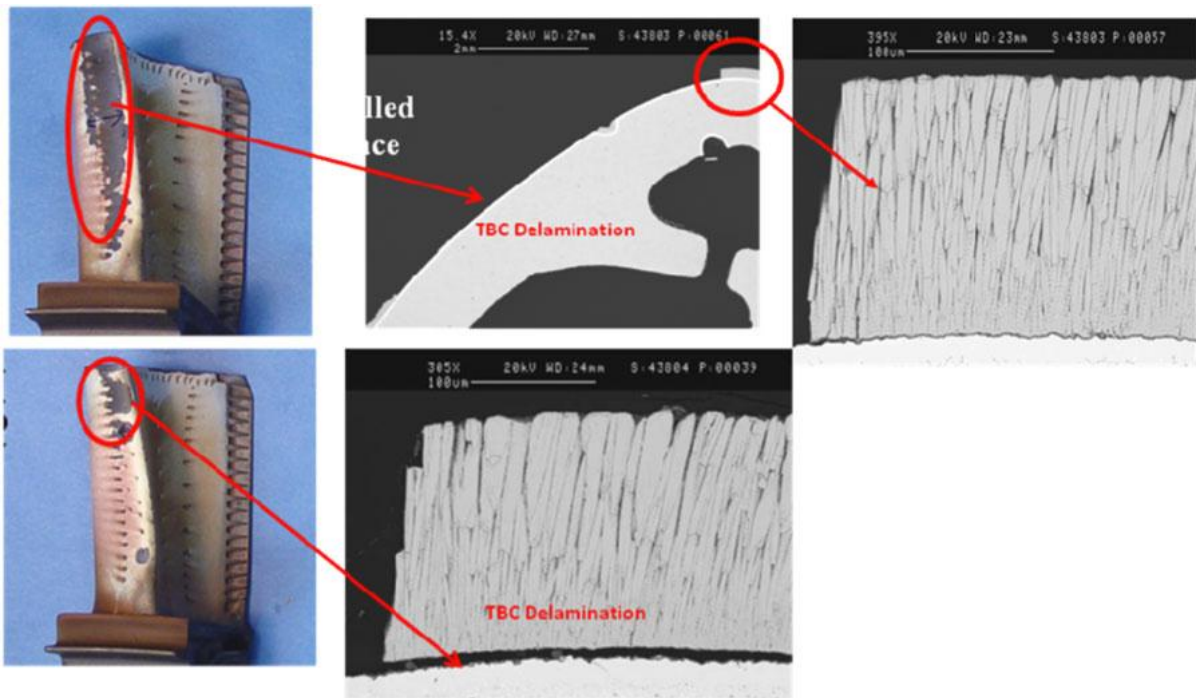 15.4X 20kV WD:27mm S:43803 P:00061
2mm
lled
ace
TBC Delamination
395X 20kV WD:23mm S:43803 P:00057
100um
305X 20kV WD:24mm S:43804 P:00039
100um
TBC Delamination